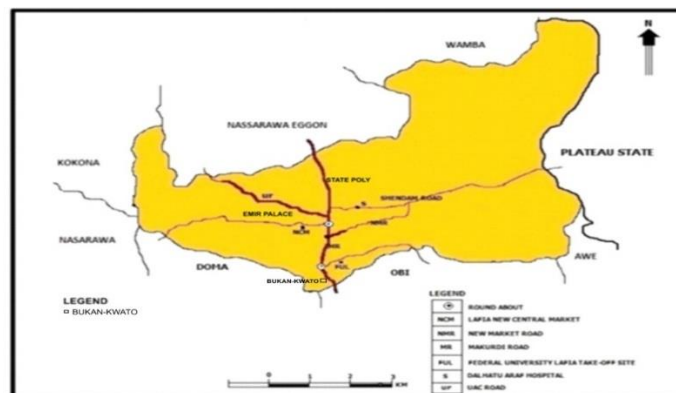 WAMBA
N
NASSARAWA EGGON
KOKONA
PLATEAU STATE
STATE POLY
UP
SHENDAM ROAD
S
EMIR PALACE
NMR
NCM
NASARAWA
MR
AWE
DOMA
PUL
OBI
BUKAN-KWATO
LEGEND
BUKAN-KWATO
LEGEND
ROUND ABOUT
NCM LAFIA NEW CENTRAL MARKET
NMR NEW MARKET ROAD
MR MAKURDI ROAD
PUL FEDERAL UNIVERSITY LAFIA TAKE-OFF SITE
S DALHATU ARAF HOSPITAL
UP UAC ROAD
1 0 1 2 3
KM